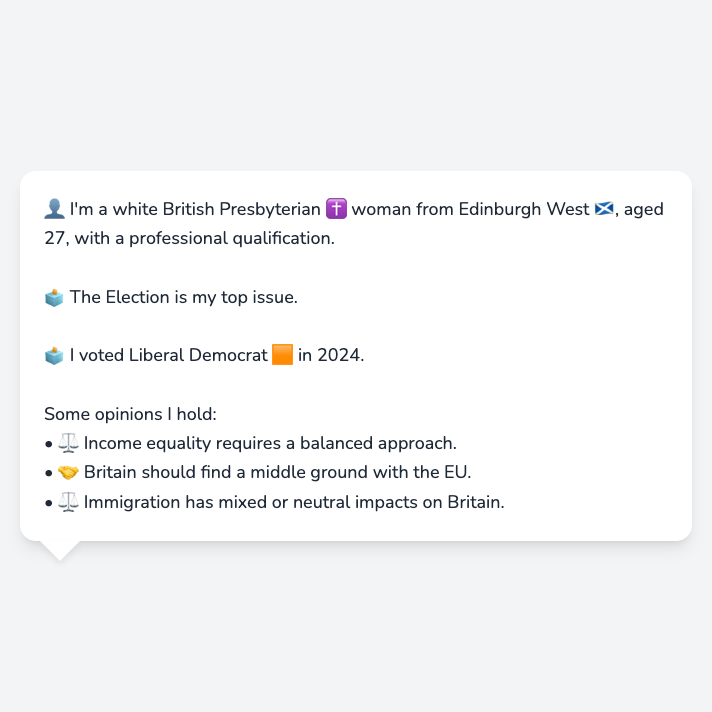 👤 I'm a white British Presbyterian ✝️ woman from Edinburgh West 🏴󠁧󠁢󠁳󠁣󠁴󠁿, aged
27, with a professional qualification.
🗳️ The Election is my top issue.
🗳️ I voted Liberal Democrat 🟧 in 2024.
Some opinions I hold:
• ⚖️ Income equality requires a balanced approach.
• 🤝 Britain should find a middle ground with the EU.
• ⚖️ Immigration has mixed or neutral impacts on Britain.